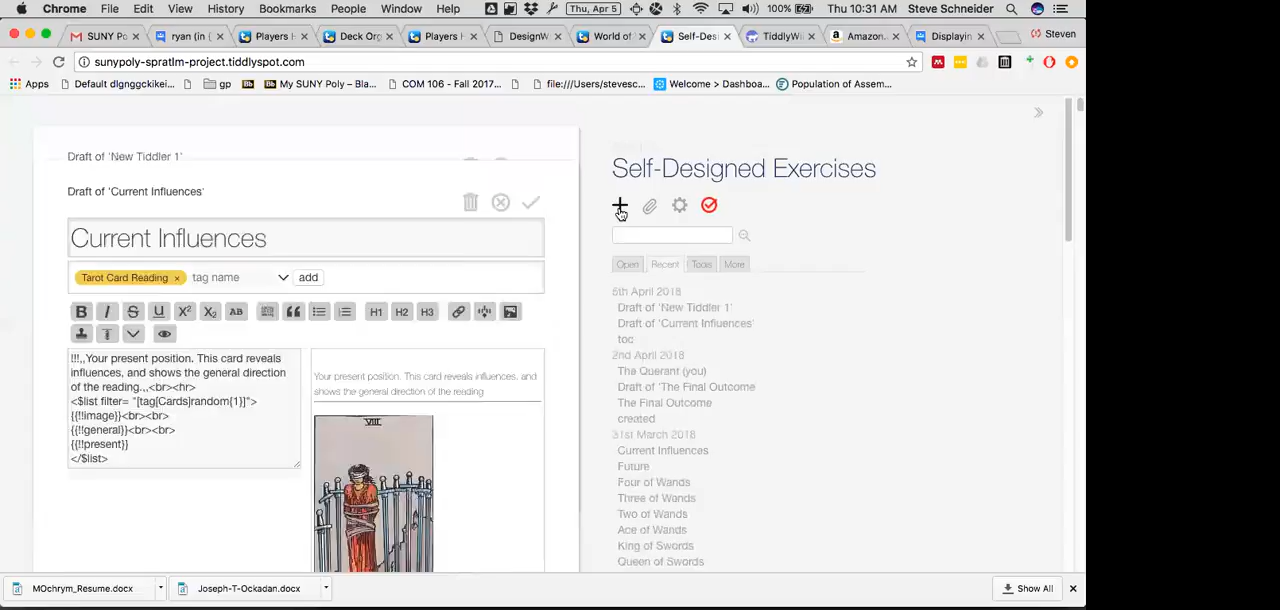 Chrome File Edit View History Bookmarks People Window Help Thu, Apr 5 100% Thu 10:31 AM Steve Schneider
SUNY Po ryan (in ( Players H Deck Org Players H DesignW World of Self-Des TiddlyWi Amazon. Displayin Steven
sunypoly-spratlm-project.tiddlyspot.com
Apps Default dlgnggckikei... gp My SUNY Poly – Bla... COM 106 - Fall 2017... file:///Users/stevesc... Welcome > Dashboa... Population of Assem...
Draft of 'New Tiddler 1'
Draft of 'Current Influences'
Current Influences
Tarot Card Reading × tag name add
B I S U X² X₂ AB H1 H2 H3
!!!,,Your present position. This card reveals
influences, and shows the general direction
of the reading.,,<br><hr>
<$list filter= "[tag[Cards]random{1}]">
{{!!image}}<br><br>
{{!!general}}<br><br>
{{!!present}}
</$list>
Your present position. This card reveals influences, and
shows the general direction of the reading
VIII
Self-Designed Exercises
Open Recent Tools More
5th April 2018
Draft of 'New Tiddler 1'
Draft of 'Current Influences'
toc
2nd April 2018
The Querant (you)
Draft of 'The Final Outcome
The Final Outcome
created
31st March 2018
Current Influences
Future
Four of Wands
Three of Wands
Two of Wands
Ace of Wands
King of Swords
Queen of Swords
MOchrym_Resume.docx Joseph-T-Ockadan.docx Show All